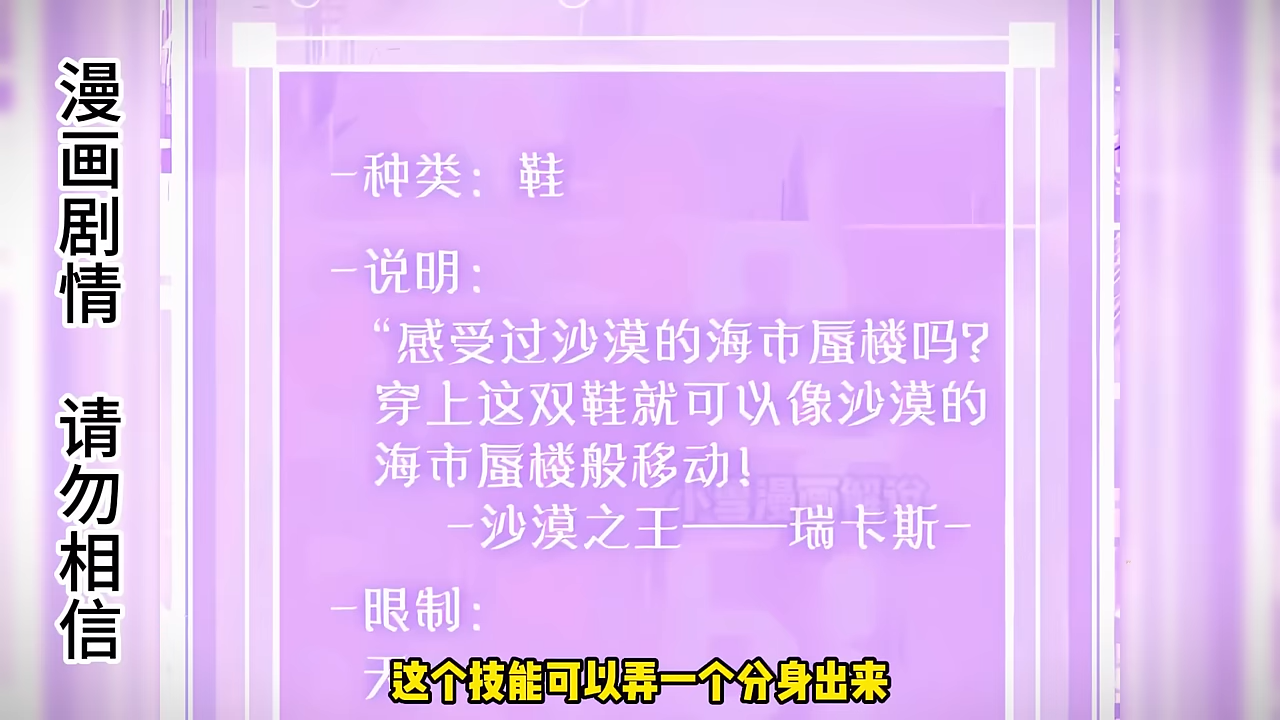 漫画剧情 请勿相信
-种类：鞋
-说明：
“感受过沙漠的海市蜃楼吗?
穿上这双鞋就可以像沙漠的
海市蜃楼般移动!
-沙漠之王——瑞卡斯-
-限制：
这个技能可以弄一个分身出来